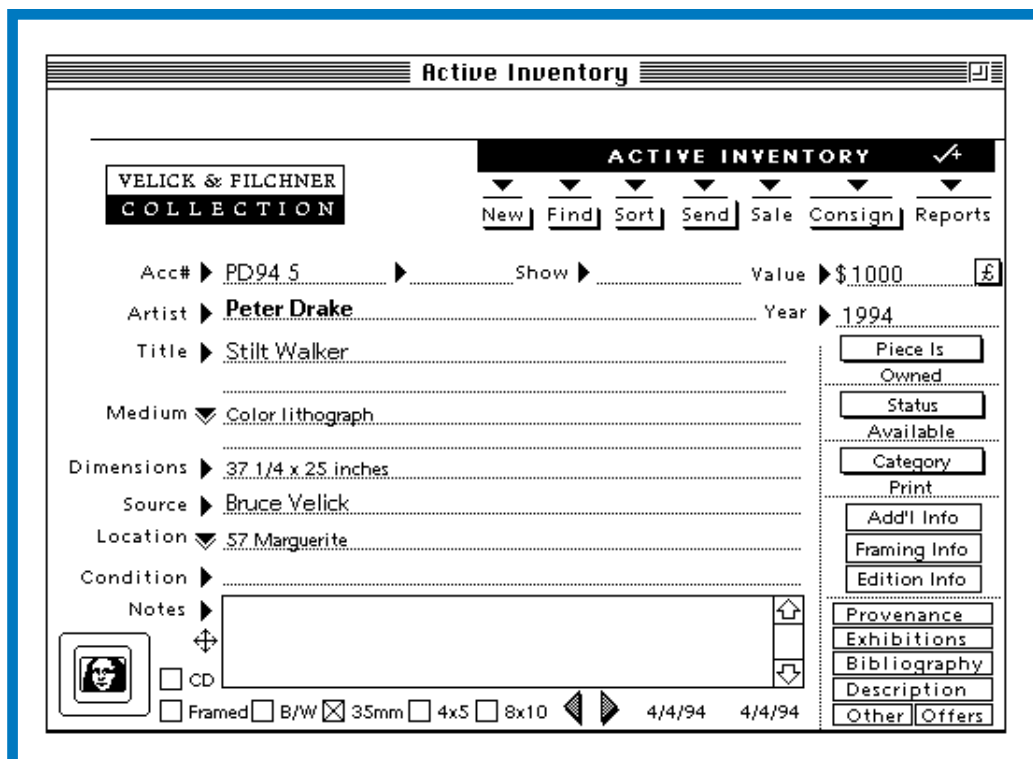 Active Inventory
ACTIVE INVENTORY
VELICK & FILCHNER
COLLECTION
New Find Sort Send Sale Consign Reports
Acc# PD94 5 Show Value $1000 £
Artist Peter Drake Year 1994
Title Stilt Walker Piece Is
Owned
Medium Color lithograph Status
Available
Dimensions 37 1/4 x 25 inches Category
Print
Source Bruce Velick Add'l Info
Location 57 Marguerite Framing Info
Condition Edition Info
Notes Provenance
Exhibitions
Bibliography
CD Description
Framed B/W 35mm 4x5 8x10 4/4/94 4/4/94 Other Offers